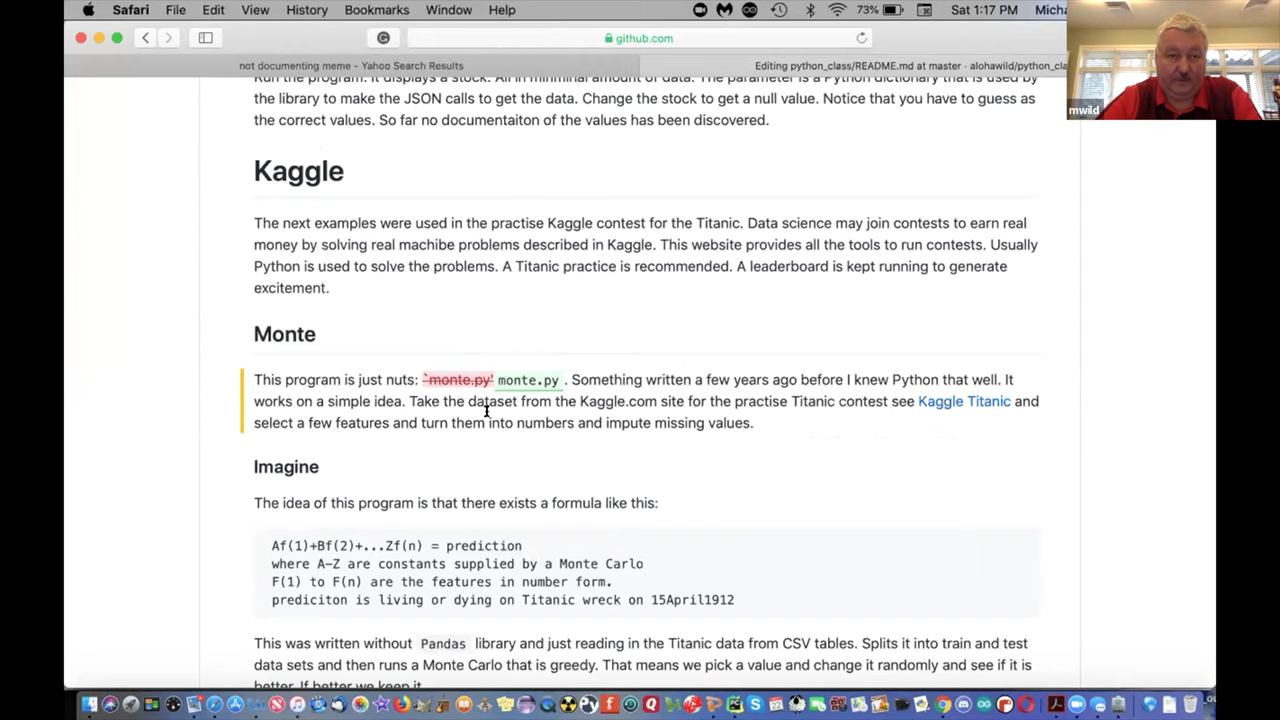 Safari File Edit View History Bookmarks Window Help 73% Sat 1:17 PM Micha
github.com
not documenting meme - Yahoo Search Results Editing python_class/README.md at master · alohawild/python_cla
mwild
Run the program. It displays a stock. All in minminal amount of data. The parameter is a Python dictionary that is used by
the library to make the JSON calls to get the data. Change the stock to get a null value. Notice that you have to guess as
the correct values. So far no documentaiton of the values has been discovered.
Kaggle
The next examples were used in the practise Kaggle contest for the Titanic. Data science may join contests to earn real
money by solving real machibe problems described in Kaggle. This website provides all the tools to run contests. Usually
Python is used to solve the problems. A Titanic practice is recommended. A leaderboard is kept running to generate
excitement.
Monte
This program is just nuts: `monte.py' monte.py . Something written a few years ago before I knew Python that well. It
works on a simple idea. Take the dataset from the Kaggle.com site for the practise Titanic contest see Kaggle Titanic and
select a few features and turn them into numbers and impute missing values.
Imagine
The idea of this program is that there exists a formula like this:
Af(1)+Bf(2)+...Zf(n) = prediction
where A-Z are constants supplied by a Monte Carlo
F(1) to F(n) are the features in number form.
prediciton is living or dying on Titanic wreck on 15April1912
This was written without Pandas library and just reading in the Titanic data from CSV tables. Splits it into train and test
data sets and then runs a Monte Carlo that is greedy. That means we pick a value and change it randomly and see if it is
better. If better we keep it